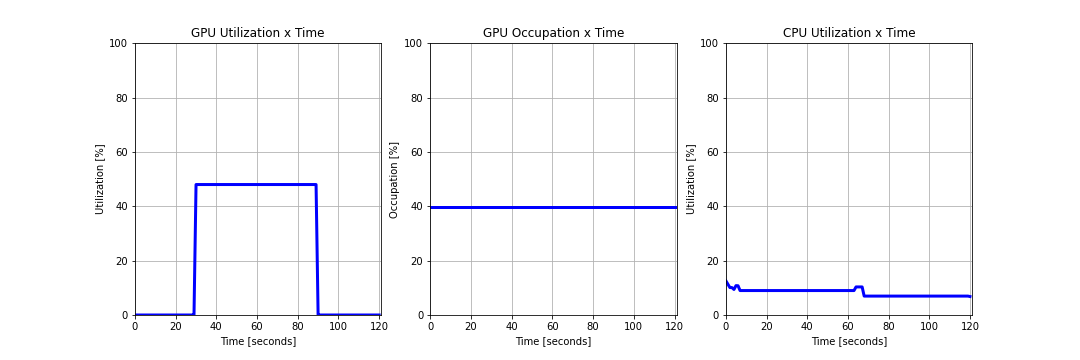 GPU Utilization x Time
100
80
60
40
20
0
Utilization [%]
0 20 40 60 80 100 120
Time [seconds]
GPU Occupation x Time
100
80
60
40
20
0
Occupation [%]
0 20 40 60 80 100 120
Time [seconds]
CPU Utilization x Time
100
80
60
40
20
0
Utilization [%]
0 20 40 60 80 100 120
Time [seconds]